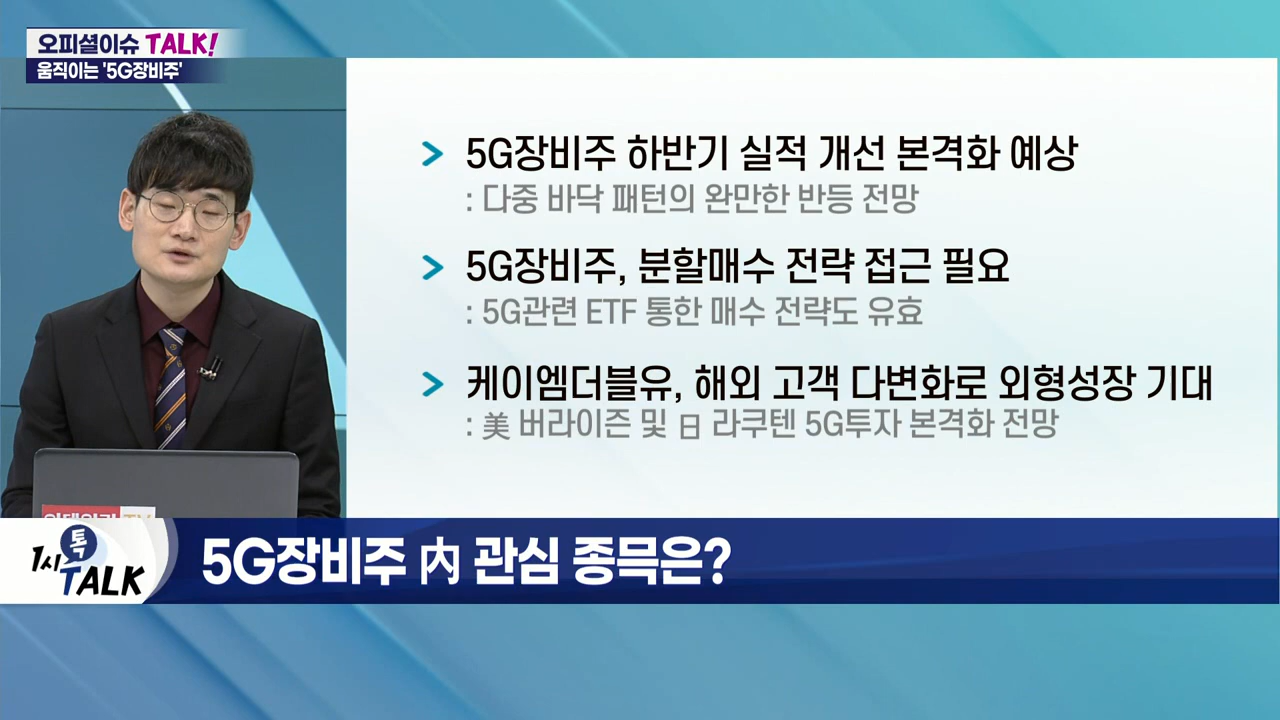 오피셜이슈 TALK!
움직이는 '5G장비주'
> 5G장비주 하반기 실적 개선 본격화 예상
: 다중 바닥 패턴의 완만한 반등 전망
> 5G장비주, 분할매수 전략 접근 필요
: 5G관련 ETF 통한 매수 전략도 유효
> 케이엠더블유, 해외 고객 다변화로 외형성장 기대
: 美 버라이즌 및 日 라쿠텐 5G투자 본격화 전망
1시 톡 TALK
5G장비주 內 관심 종목은?